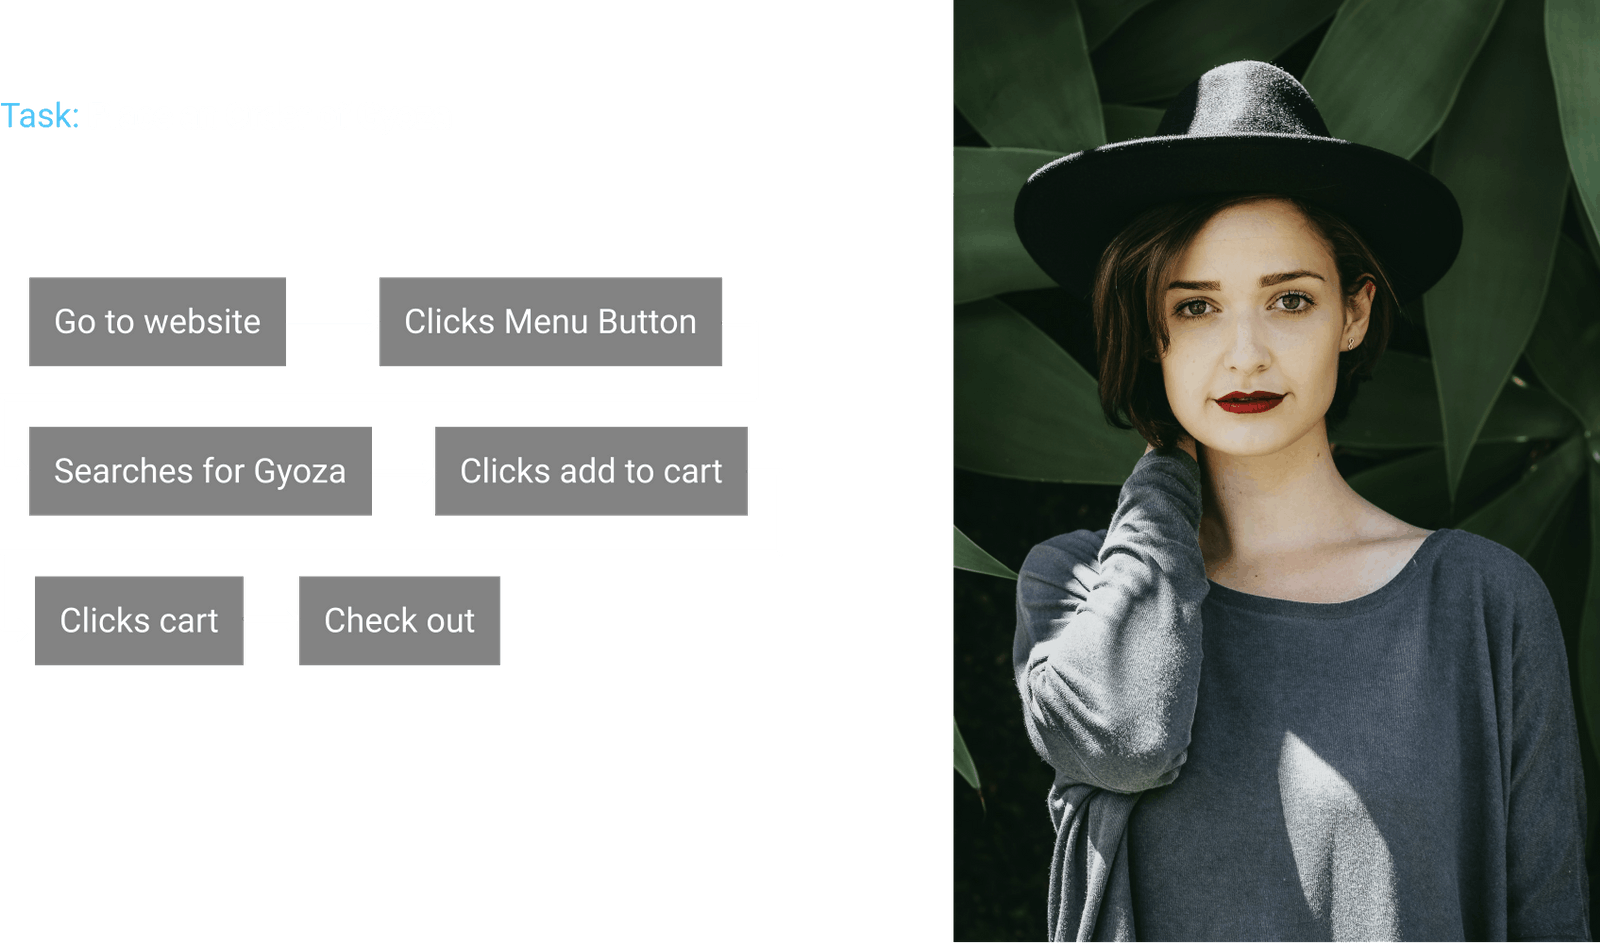 Task:
Go to website
Clicks Menu Button
Searches for Gyoza
Clicks add to cart
Clicks cart
Check out